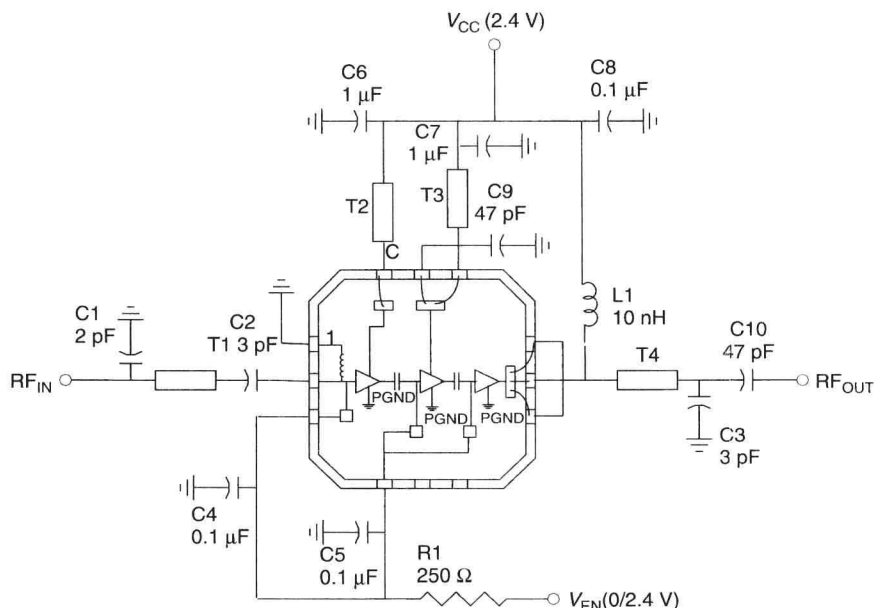 V_CC (2.4 V)
C6
1 µF
C8
0.1 µF
C7
1 µF
T2
T3
C9
47 pF
C
C1
2 pF
C2
T1 3 pF
1
L1
10 nH
C10
47 pF
T4
RF_IN
RF_OUT
PGND
PGND
PGND
C3
3 pF
C4
0.1 µF
C5
0.1 µF
R1
250 Ω
V_EN (0/2.4 V)